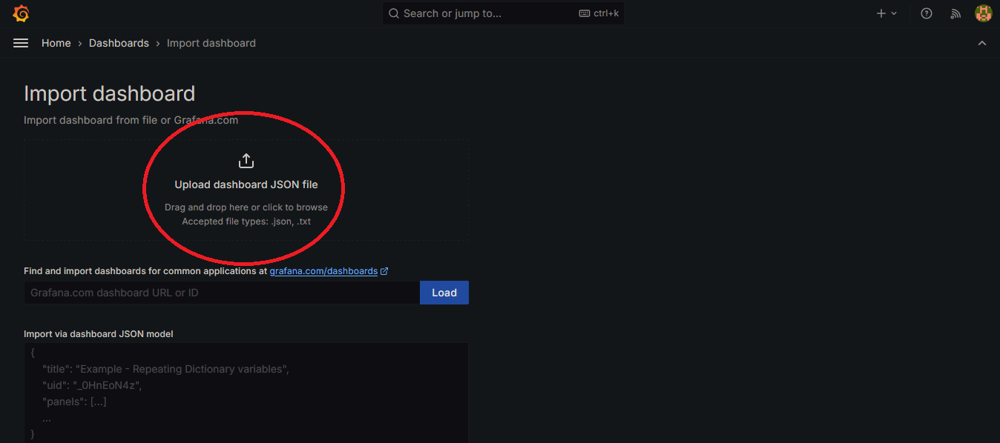 Search or jump to... ctrl+k
Home › Dashboards › Import dashboard
Import dashboard
Import dashboard from file or Grafana.com
Upload dashboard JSON file
Drag and drop here or click to browse
Accepted file types: .json, .txt
Find and import dashboards for common applications at grafana.com/dashboards
Grafana.com dashboard URL or ID Load
Import via dashboard JSON model
{
"title": "Example - Repeating Dictionary variables",
"uid": "_0HnEoN4z",
"panels": [...]
...
}